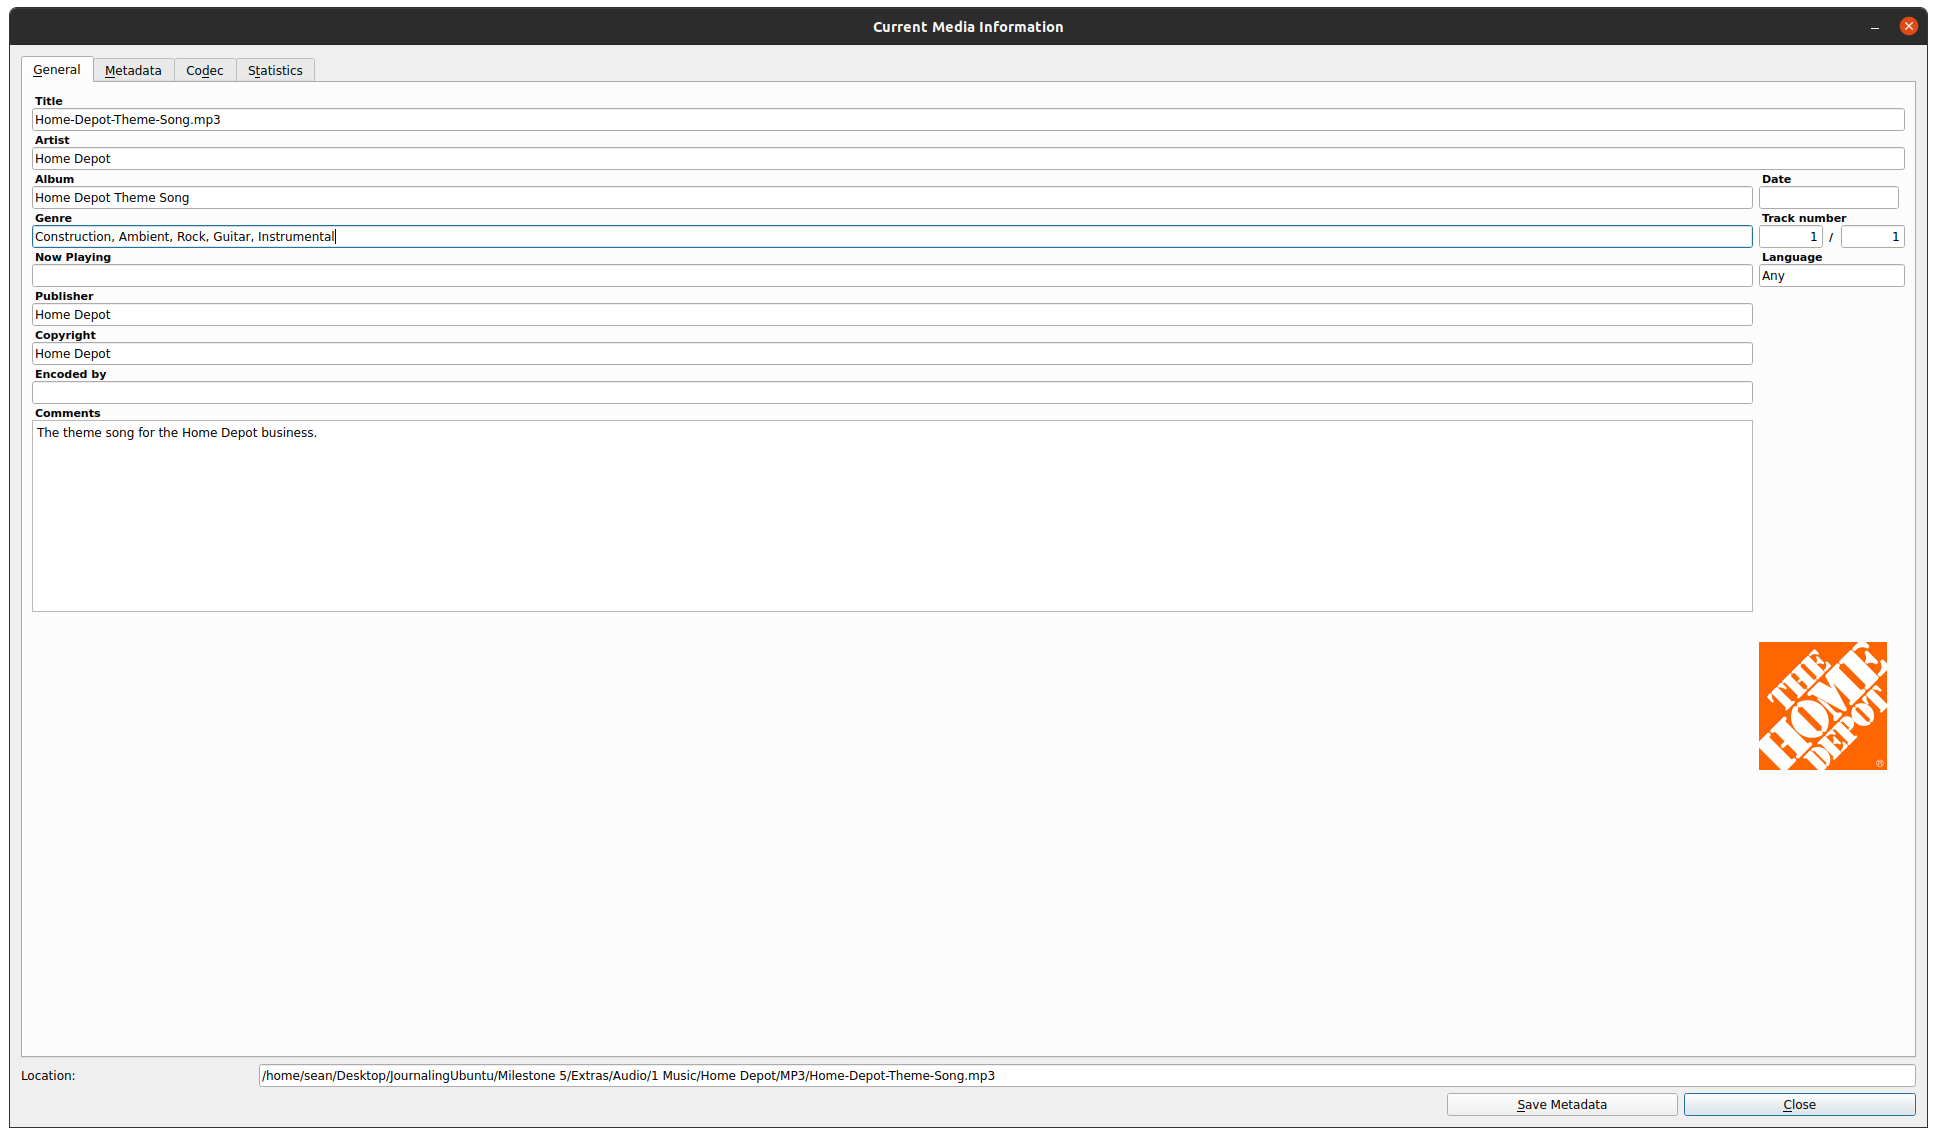 Current Media Information
General Metadata Codec Statistics
Title
Home-Depot-Theme-Song.mp3
Artist
Home Depot
Album
Home Depot Theme Song
Date
Genre
Construction, Ambient, Rock, Guitar, Instrumental
Track number
1 / 1
Now Playing
Language
Any
Publisher
Home Depot
Copyright
Home Depot
Encoded by
Comments
The theme song for the Home Depot business.
THE
HOME
DEPOT
®
Location: /home/sean/Desktop/JournalingUbuntu/Milestone 5/Extras/Audio/1 Music/Home Depot/MP3/Home-Depot-Theme-Song.mp3
Save Metadata Close